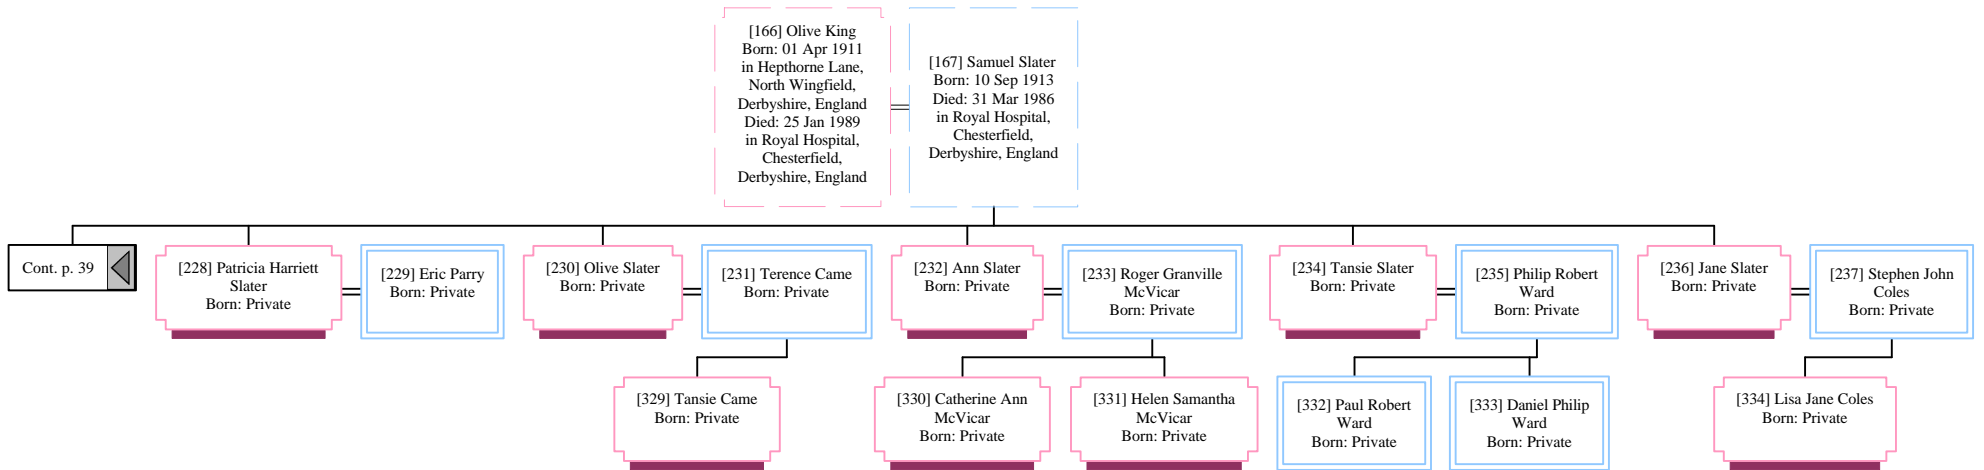 [166] Olive King
Born: 01 Apr 1911
in Hepthorne Lane,
North Wingfield,
Derbyshire, England
Died: 25 Jan 1989
in Royal Hospital,
Chesterfield,
Derbyshire, England
[167] Samuel Slater
Born: 10 Sep 1913
Died: 31 Mar 1986
in Royal Hospital,
Chesterfield,
Derbyshire, England
Cont. p. 39
[228] Patricia Harriett
Slater
Born: Private
[229] Eric Parry
Born: Private
[230] Olive Slater
Born: Private
[231] Terence Came
Born: Private
[232] Ann Slater
Born: Private
[233] Roger Granville
McVicar
Born: Private
[234] Tansie Slater
Born: Private
[235] Philip Robert
Ward
Born: Private
[236] Jane Slater
Born: Private
[237] Stephen John
Coles
Born: Private
[329] Tansie Came
Born: Private
[330] Catherine Ann
McVicar
Born: Private
[331] Helen Samantha
McVicar
Born: Private
[332] Paul Robert
Ward
Born: Private
[333] Daniel Philip
Ward
Born: Private
[334] Lisa Jane Coles
Born: Private